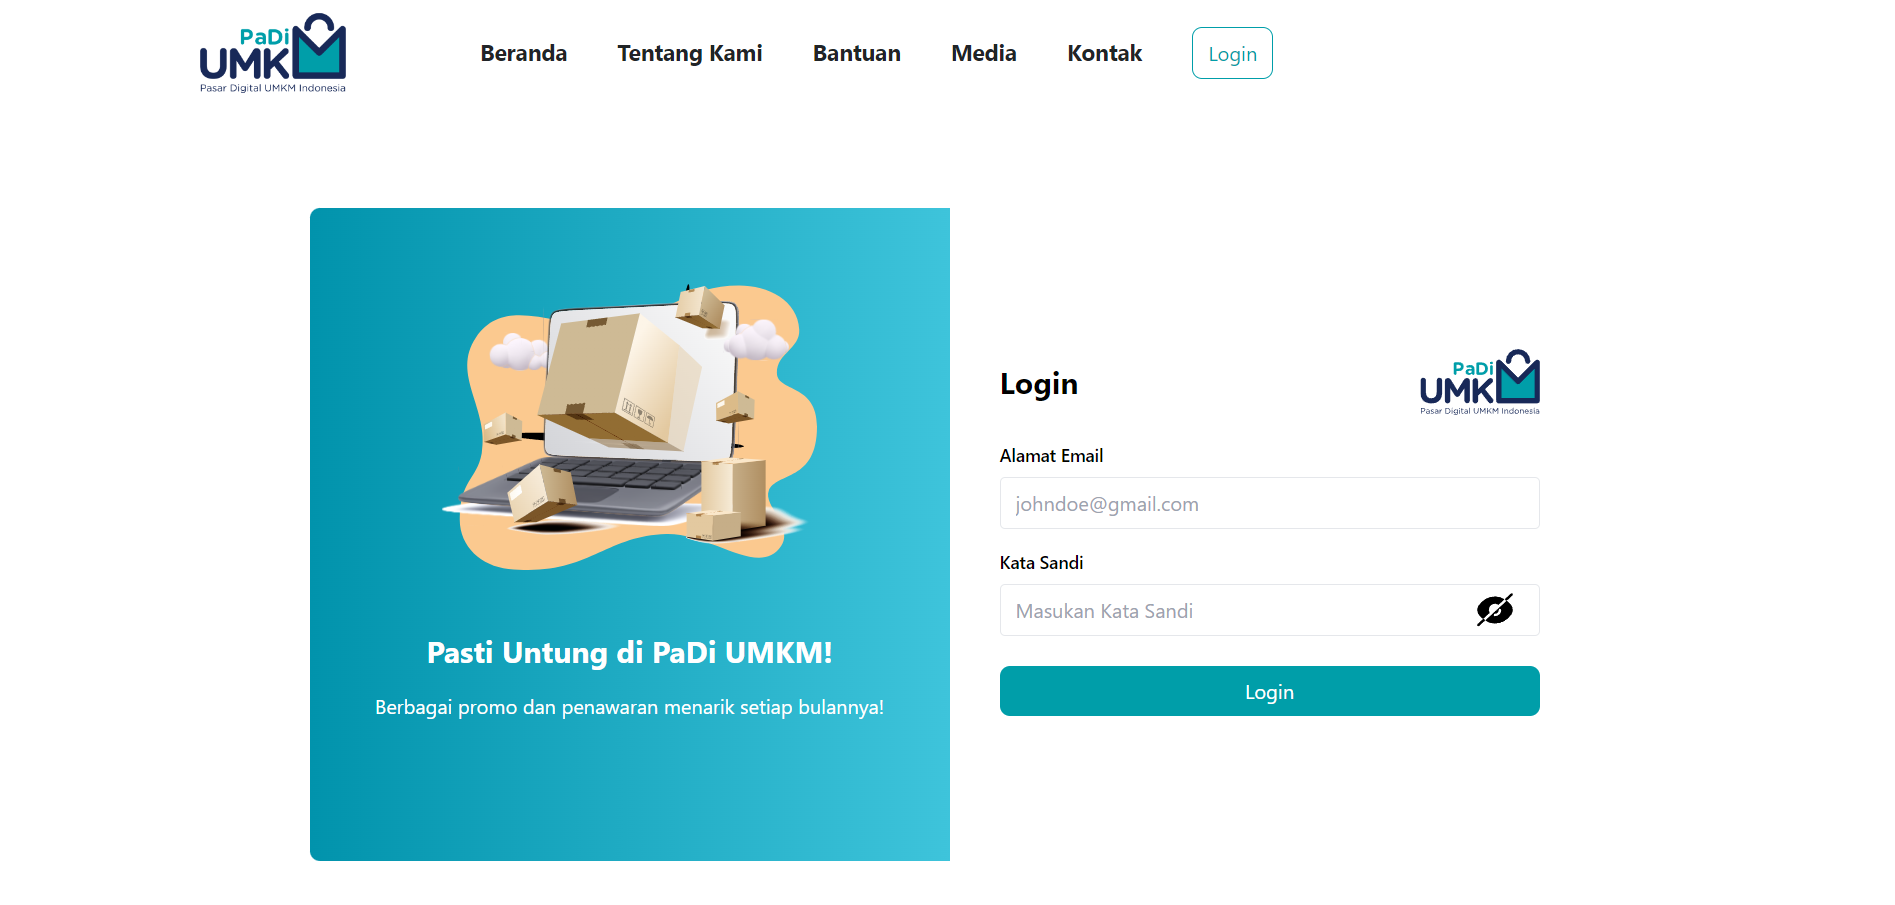 PaDi
UMKM
Pasar Digital UMKM Indonesia
Beranda
Tentang Kami
Bantuan
Media
Kontak
Login
Pasti Untung di PaDi UMKM!
Berbagai promo dan penawaran menarik setiap bulannya!
Login
PaDi
UMKM
Pasar Digital UMKM Indonesia
Alamat Email
johndoe@gmail.com
Kata Sandi
Masukan Kata Sandi
Login